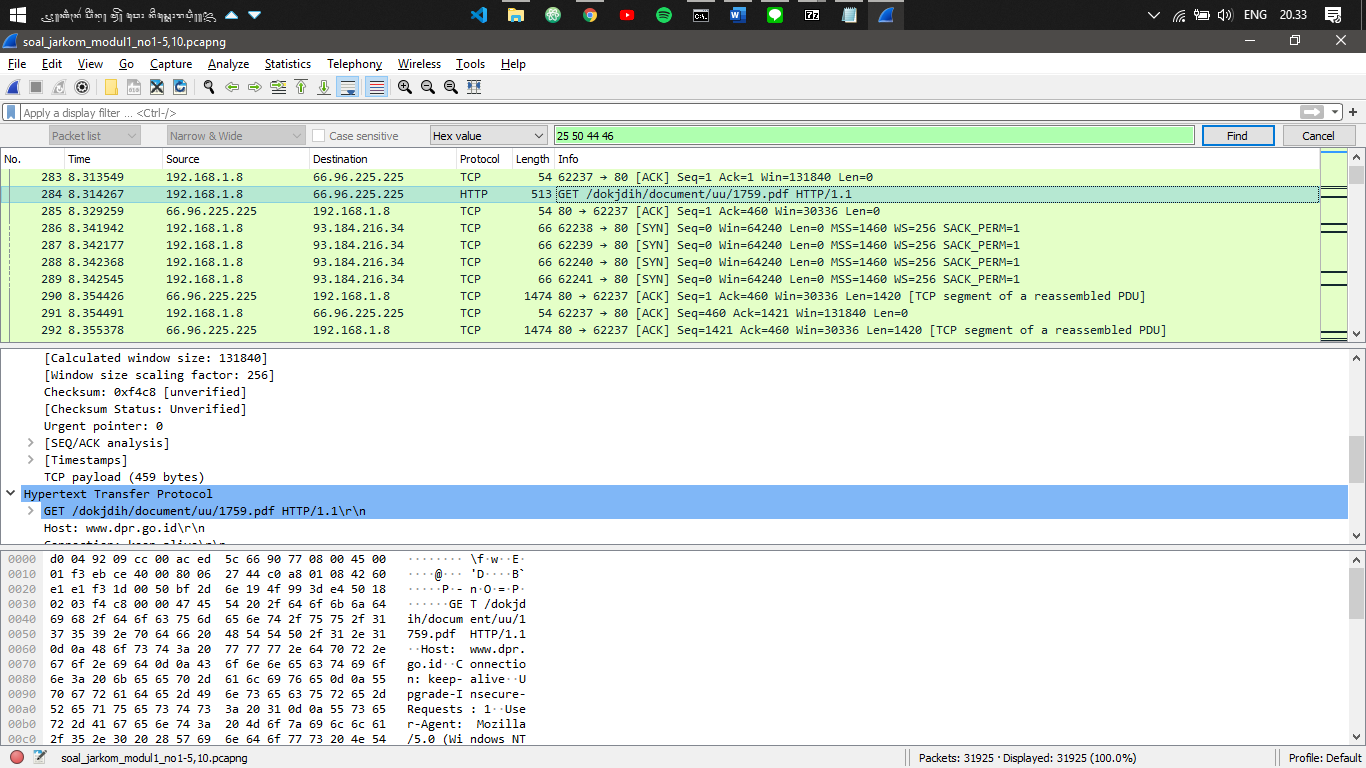 ENG 20.33
soal_jarkom_modul1_no1-5,10.pcapng
File Edit View Go Capture Analyze Statistics Telephony Wireless Tools Help
Apply a display filter ... <Ctrl-/>
Packet list Narrow & Wide Case sensitive Hex value 25 50 44 46 Find Cancel
No. Time Source Destination Protocol Length Info
283 8.313549 192.168.1.8 66.96.225.225 TCP 54 62237 → 80 [ACK] Seq=1 Ack=1 Win=131840 Len=0
284 8.314267 192.168.1.8 66.96.225.225 HTTP 513 GET /dokjdih/document/uu/1759.pdf HTTP/1.1
285 8.329259 66.96.225.225 192.168.1.8 TCP 54 80 → 62237 [ACK] Seq=1 Ack=460 Win=30336 Len=0
286 8.341942 192.168.1.8 93.184.216.34 TCP 66 62238 → 80 [SYN] Seq=0 Win=64240 Len=0 MSS=1460 WS=256 SACK_PERM=1
287 8.342177 192.168.1.8 93.184.216.34 TCP 66 62239 → 80 [SYN] Seq=0 Win=64240 Len=0 MSS=1460 WS=256 SACK_PERM=1
288 8.342368 192.168.1.8 93.184.216.34 TCP 66 62240 → 80 [SYN] Seq=0 Win=64240 Len=0 MSS=1460 WS=256 SACK_PERM=1
289 8.342545 192.168.1.8 93.184.216.34 TCP 66 62241 → 80 [SYN] Seq=0 Win=64240 Len=0 MSS=1460 WS=256 SACK_PERM=1
290 8.354426 66.96.225.225 192.168.1.8 TCP 1474 80 → 62237 [ACK] Seq=1 Ack=460 Win=30336 Len=1420 [TCP segment of a reassembled PDU]
291 8.354491 192.168.1.8 66.96.225.225 TCP 54 62237 → 80 [ACK] Seq=460 Ack=1421 Win=131840 Len=0
292 8.355378 66.96.225.225 192.168.1.8 TCP 1474 80 → 62237 [ACK] Seq=1421 Ack=460 Win=30336 Len=1420 [TCP segment of a reassembled PDU]
[Calculated window size: 131840]
[Window size scaling factor: 256]
Checksum: 0xf4c8 [unverified]
[Checksum Status: Unverified]
Urgent pointer: 0
[SEQ/ACK analysis]
[Timestamps]
TCP payload (459 bytes)
Hypertext Transfer Protocol
GET /dokjdih/document/uu/1759.pdf HTTP/1.1\r\n
Host: www.dpr.go.id\r\n
Connection: keep-alive\r\n
0000 d0 04 92 09 cc 00 ac ed 5c 66 90 77 08 00 45 00 ········ \f·w··E·
0010 01 f3 eb ce 40 00 80 06 27 44 c0 a8 01 08 42 60 ····@··· 'D····B`
0020 e1 e1 f3 1d 00 50 bf 2d 6e 19 4f 99 3d e4 50 18 ·····P·- n·O·=·P·
0030 02 03 f4 c8 00 00 47 45 54 20 2f 64 6f 6b 6a 64 ······GE T /dokjd
0040 69 68 2f 64 6f 63 75 6d 65 6e 74 2f 75 75 2f 31 ih/docum ent/uu/1
0050 37 35 39 2e 70 64 66 20 48 54 54 50 2f 31 2e 31 759.pdf HTTP/1.1
0060 0d 0a 48 6f 73 74 3a 20 77 77 77 2e 64 70 72 2e ··Host: www.dpr.
0070 67 6f 2e 69 64 0d 0a 43 6f 6e 6e 65 63 74 69 6f go.id··C onnectio
0080 6e 3a 20 6b 65 65 70 2d 61 6c 69 76 65 0d 0a 55 n: keep- alive··U
0090 70 67 72 61 64 65 2d 49 6e 73 65 63 75 72 65 2d pgrade-I nsecure-
00a0 52 65 71 75 65 73 74 73 3a 20 31 0d 0a 55 73 65 Requests : 1··Use
00b0 72 2d 41 67 65 6e 74 3a 20 4d 6f 7a 69 6c 6c 61 r-Agent: Mozilla
00c0 2f 35 2e 30 20 28 57 69 6e 64 6f 77 73 20 4e 54 /5.0 (Wi ndows NT
soal_jarkom_modul1_no1-5,10.pcapng Packets: 31925 · Displayed: 31925 (100.0%) Profile: Default